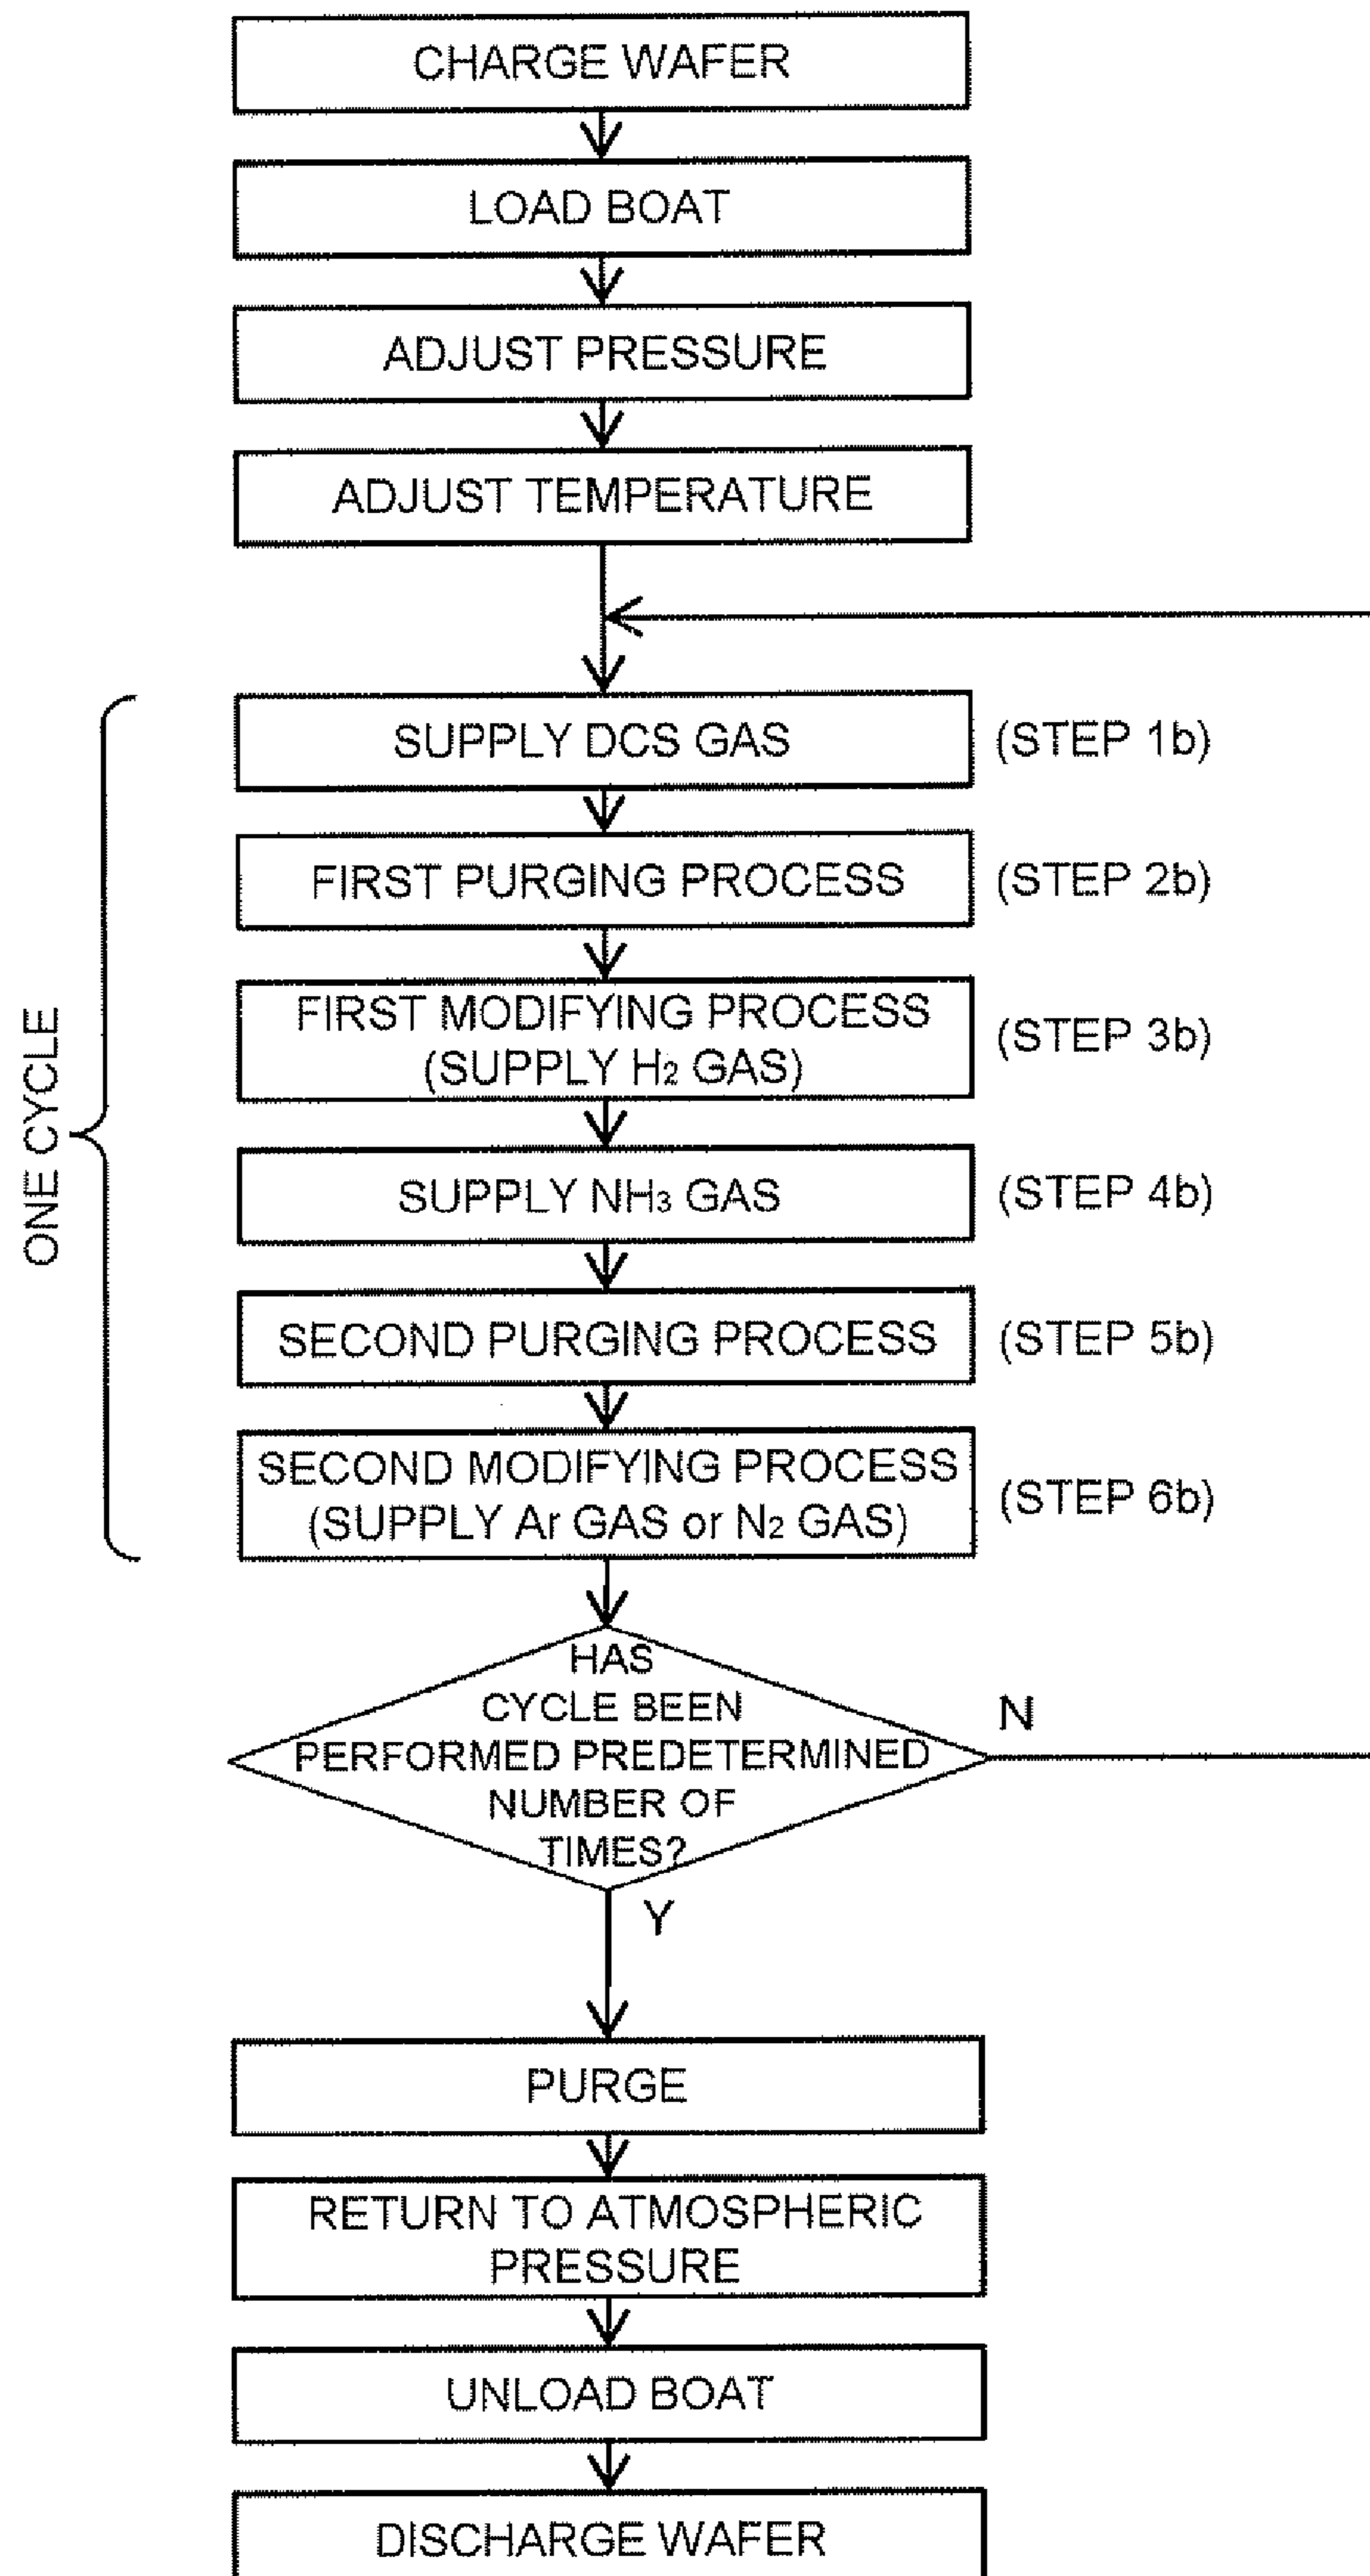 CHARGE WAFER
LOAD BOAT
ADJUST PRESSURE
ADJUST TEMPERATURE
ONE CYCLE
SUPPLY DCS GAS
(STEP 1b)
FIRST PURGING PROCESS
(STEP 2b)
FIRST MODIFYING PROCESS
(SUPPLY H₂ GAS)
(STEP 3b)
SUPPLY NH₃ GAS
(STEP 4b)
SECOND PURGING PROCESS
(STEP 5b)
SECOND MODIFYING PROCESS
(SUPPLY Ar GAS or N₂ GAS)
(STEP 6b)
HAS
CYCLE BEEN
PERFORMED PREDETERMINED
NUMBER OF
TIMES?
N
Y
PURGE
RETURN TO ATMOSPHERIC
PRESSURE
UNLOAD BOAT
DISCHARGE WAFER